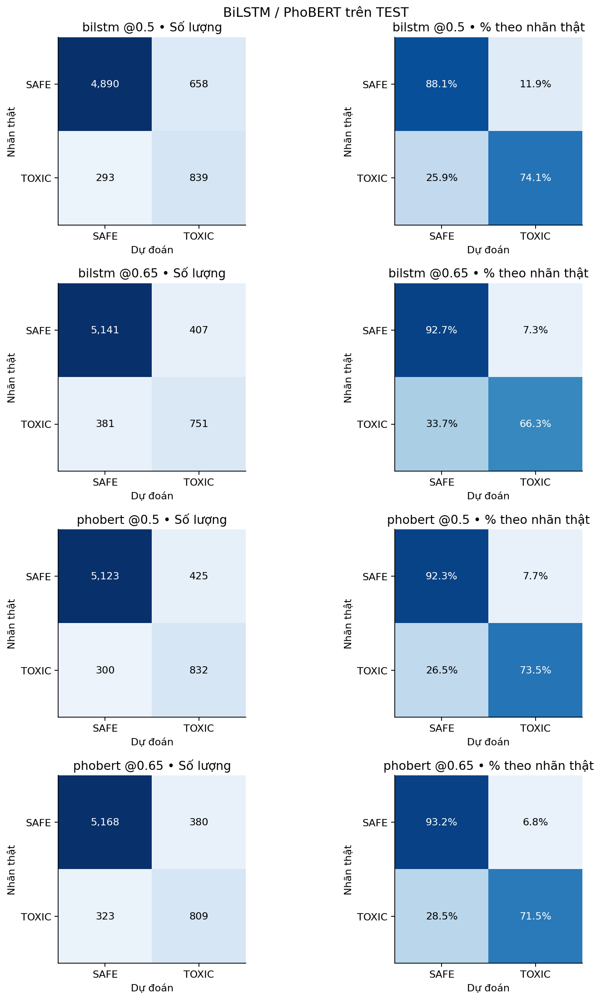 BiLSTM / PhoBERT trên TEST
bilstm @0.5 • Số lượng
SAFE
4,890
658
TOXIC
293
839
SAFE
TOXIC
Nhãn thật
Dự đoán
bilstm @0.5 • % theo nhãn thật
SAFE
88.1%
11.9%
TOXIC
25.9%
74.1%
SAFE
TOXIC
Nhãn thật
Dự đoán
bilstm @0.65 • Số lượng
SAFE
5,141
407
TOXIC
381
751
SAFE
TOXIC
Nhãn thật
Dự đoán
bilstm @0.65 • % theo nhãn thật
SAFE
92.7%
7.3%
TOXIC
33.7%
66.3%
SAFE
TOXIC
Nhãn thật
Dự đoán
phobert @0.5 • Số lượng
SAFE
5,123
425
TOXIC
300
832
SAFE
TOXIC
Nhãn thật
Dự đoán
phobert @0.5 • % theo nhãn thật
SAFE
92.3%
7.7%
TOXIC
26.5%
73.5%
SAFE
TOXIC
Nhãn thật
Dự đoán
phobert @0.65 • Số lượng
SAFE
5,168
380
TOXIC
323
809
SAFE
TOXIC
Nhãn thật
Dự đoán
phobert @0.65 • % theo nhãn thật
SAFE
93.2%
6.8%
TOXIC
28.5%
71.5%
SAFE
TOXIC
Nhãn thật
Dự đoán